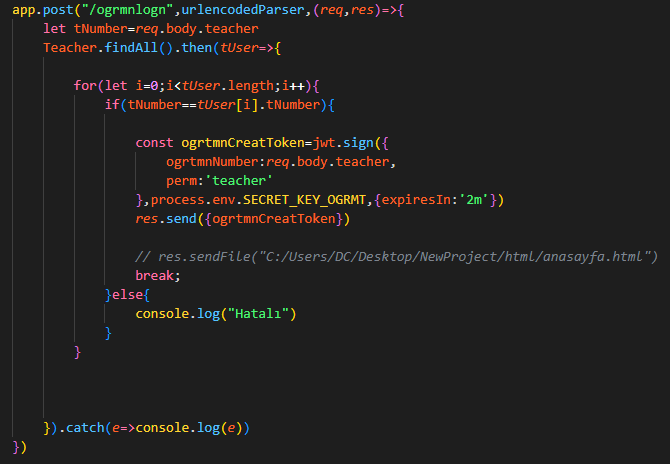 app.post("/ogrmnlogn",urlencodedParser,(req,res)=>{
let tNumber=req.body.teacher
Teacher.findAll().then(tUser=>{
for(let i=0;i<tUser.length;i++){
if(tNumber==tUser[i].tNumber){
const ogrtmnCreatToken=jwt.sign({
ogrtmnNumber:req.body.teacher,
perm:'teacher'
},process.env.SECRET_KEY_OGRMT,{expiresIn:'2m'})
res.send({ogrtmnCreatToken})
// res.sendFile("C:/Users/DC/Desktop/NewProject/html/anasayfa.html")
break;
}else{
console.log("Hatalı")
}
}
}).catch(e=>console.log(e))
})